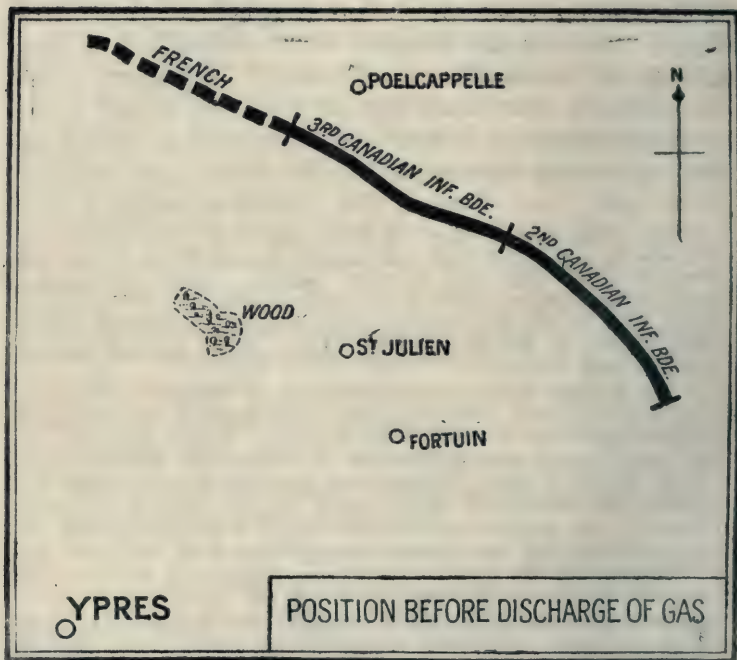 FRENCH
POELCAPPELLE
N
3RD CANADIAN INF. BDE.
2ND CANADIAN INF. BDE.
WOOD
ST JULIEN
FORTUIN
YPRES
POSITION BEFORE DISCHARGE OF GAS